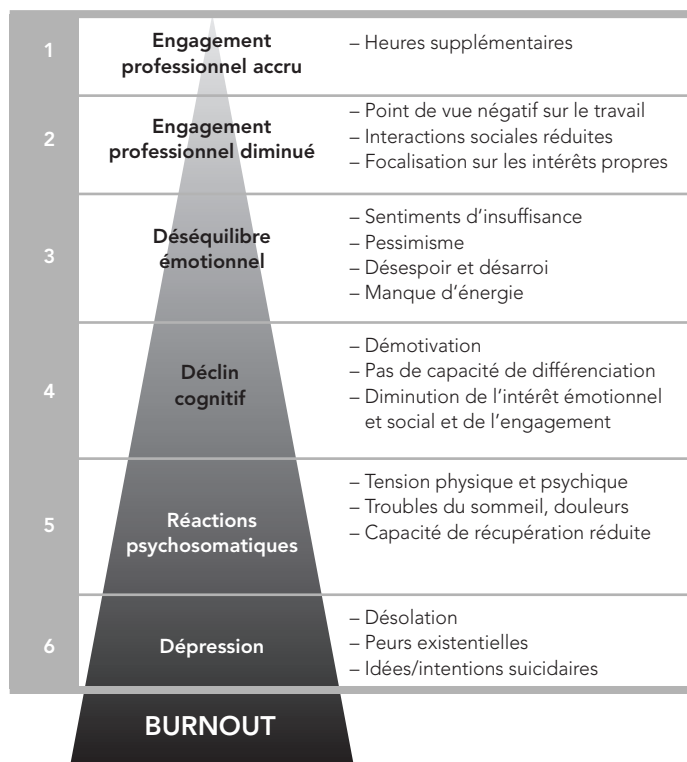 1
Engagement
professionnel accru
– Heures supplémentaires
2
Engagement
professionnel diminué
– Point de vue négatif sur le travail
– Interactions sociales réduites
– Focalisation sur les intérêts propres
3
Déséquilibre
émotionnel
– Sentiments d’insuffisance
– Pessimisme
– Désespoir et désarroi
– Manque d’énergie
4
Déclin
cognitif
– Démotivation
– Pas de capacité de différenciation
– Diminution de l’intérêt émotionnel
et social et de l’engagement
5
Réactions
psychosomatiques
– Tension physique et psychique
– Troubles du sommeil, douleurs
– Capacité de récupération réduite
6
Dépression
– Désolation
– Peurs existentielles
– Idées/intentions suicidaires
BURNOUT